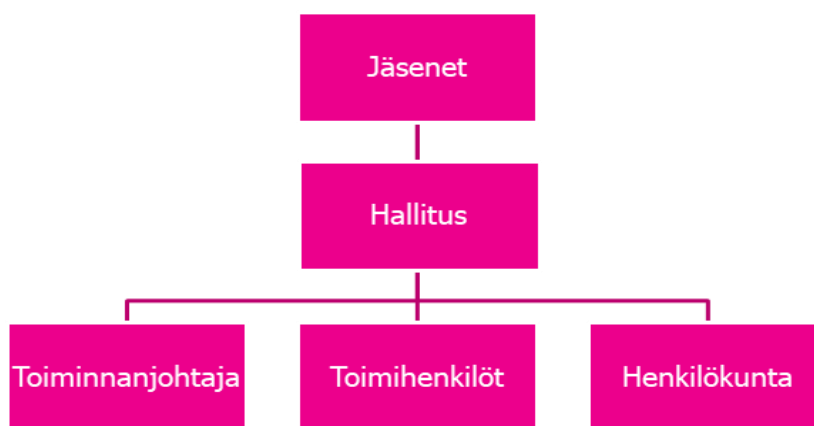 Jäsenet
Hallitus
Toiminnanjohtaja
Toimihenkilöt
Henkilökunta